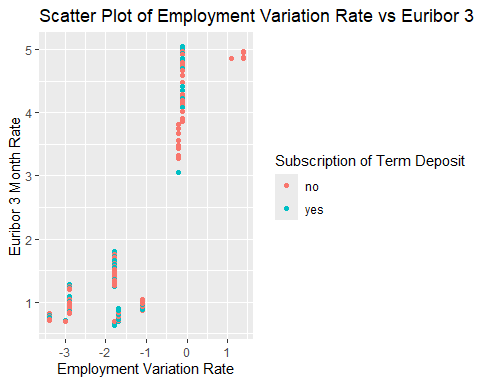 Scatter Plot of Employment Variation Rate vs Euribor 3
5
4
3
2
1
Euribor 3 Month Rate
-3 -2 -1 0 1
Employment Variation Rate
Subscription of Term Deposit
no
yes